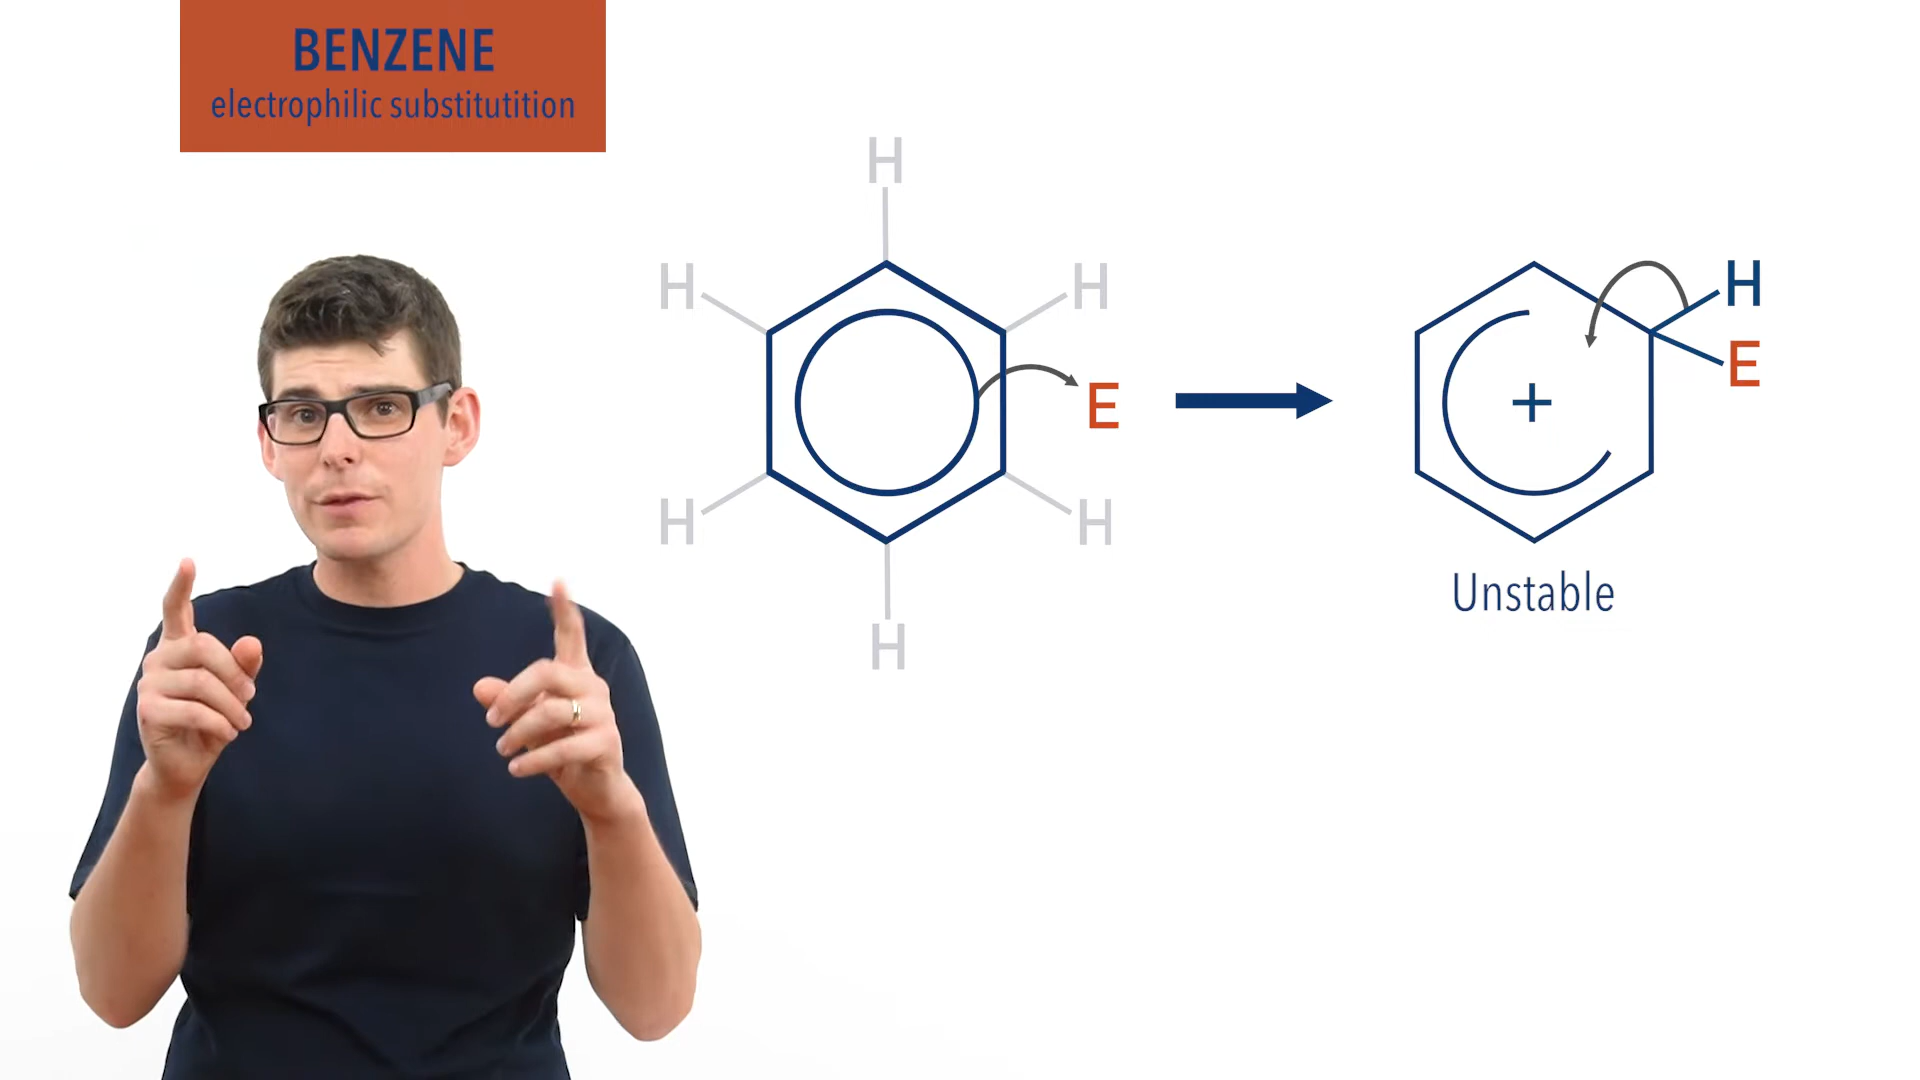 BENZENE
electrophilic substitutition
H
H
H
H
E
H
H
H
+
H
E
Unstable